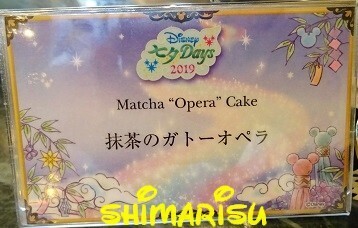 Disney
七夕Days
2019
Matcha "Opera" Cake
抹茶のガトーオペラ
SHIMARISU